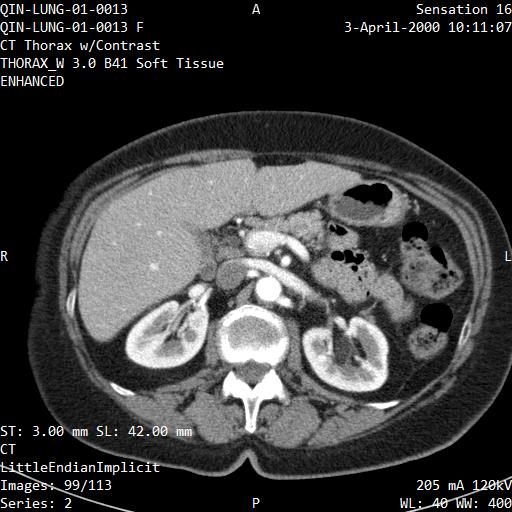 QIN-LUNG-01-0013
A
Sensation 16
QIN-LUNG-01-0013 F
3-April-2000 10:11:07
CT Thorax w/Contrast
THORAX_W 3.0 B41 Soft Tissue
ENHANCED
R
L
ST: 3.00 mm SL: 42.00 mm
CT
LittleEndianImplicit
Images: 99/113
205 mA 120kV
Series: 2
P
WL: 40 WW: 400